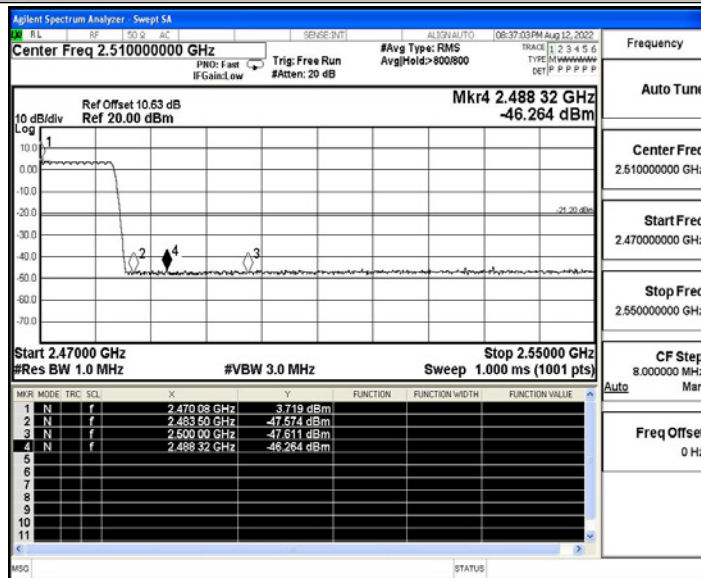 Agilent Spectrum Analyzer - Swept SA
RL RF 50 Ω AC SENSE:INT ALIGN AUTO 08:37:03 PM Aug 12, 2022
Center Freq 2.510000000 GHz
PNO: Fast
IFGain:Low
Trig: Free Run
#Atten: 20 dB
#Avg Type: RMS
Avg|Hold:>800/800
TRACE 1 2 3 4 5 6
TYPE M
DET P P P P P P
Ref Offset 10.63 dB
Ref 20.00 dBm
10 dB/div
Log
Mkr4 2.488 32 GHz
-46.264 dBm
10.0
0.00
-10.0
-20.0
-30.0
-40.0
-50.0
-60.0
-70.0
1
2
4
3
-21.20 dBm
Start 2.47000 GHz
Stop 2.55000 GHz
#Res BW 1.0 MHz
#VBW 3.0 MHz
Sweep 1.000 ms (1001 pts)
MKR MODE TRC SCL X Y FUNCTION FUNCTION WIDTH FUNCTION VALUE
1 N f 2.470 08 GHz 3.719 dBm
2 N f 2.483 50 GHz -47.574 dBm
3 N f 2.500 00 GHz -47.611 dBm
4 N f 2.488 32 GHz -46.264 dBm
5
6
7
8
9
10
11
MSG
STATUS
Frequency
Auto Tune
Center Freq
2.510000000 GHz
Start Freq
2.470000000 GHz
Stop Freq
2.550000000 GHz
CF Step
8.000000 MHz
Auto Man
Freq Offset
0 Hz